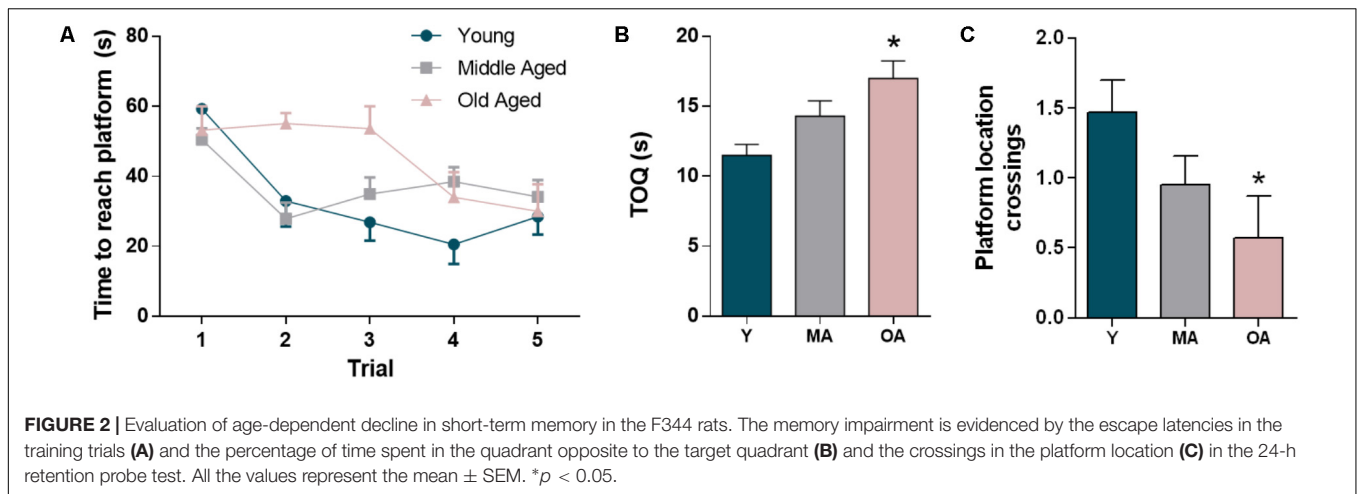 A
Time to reach platform (s)
80
60
40
20
0
1 2 3 4 5
Trial
Young
Middle Aged
Old Aged
B
TOQ (s)
20
15
10
5
0
*
Y MA OA
C
Platform location
crossings
2.0
1.5
1.0
0.5
0.0
*
Y MA OA
FIGURE 2 | Evaluation of age-dependent decline in short-term memory in the F344 rats. The memory impairment is evidenced by the escape latencies in the
training trials (A) and the percentage of time spent in the quadrant opposite to the target quadrant (B) and the crossings in the platform location (C) in the 24-h
retention probe test. All the values represent the mean ± SEM. *p < 0.05.